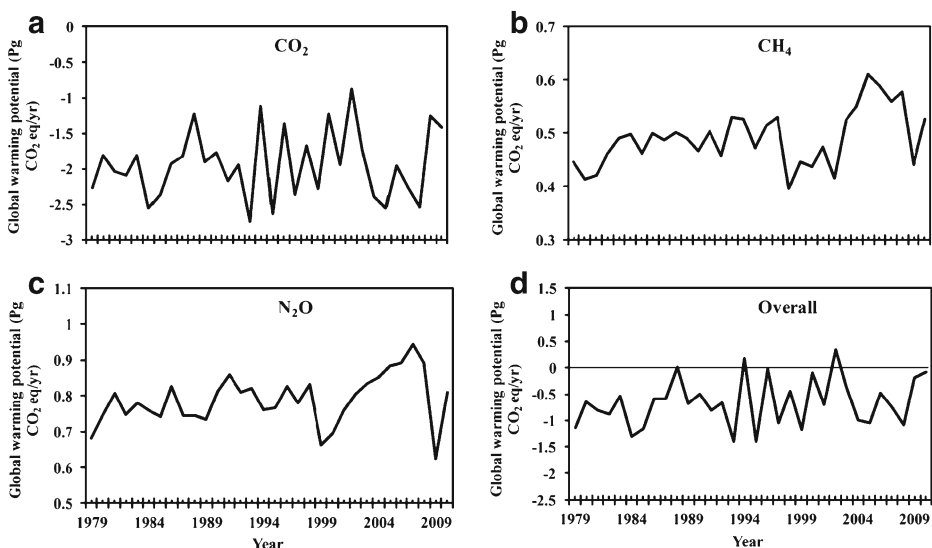 a
CO₂
Global warming potential (Pg
CO₂ eq/yr)
0
-0.5
-1
-1.5
-2
-2.5
-3
b
CH₄
Global warming potential (Pg
CO₂ eq/yr)
0.7
0.6
0.5
0.4
0.3
c
N₂O
Global warming potential (Pg
CO₂ eq/yr)
1.1
1
0.9
0.8
0.7
0.6
0.5
1979 1984 1989 1994 1999 2004 2009
Year
d
Overall
Global warming potential (Pg
CO₂ eq/yr)
1.5
1
0.5
0
-0.5
-1
-1.5
-2
-2.5
1979 1984 1989 1994 1999 2004 2009
Year